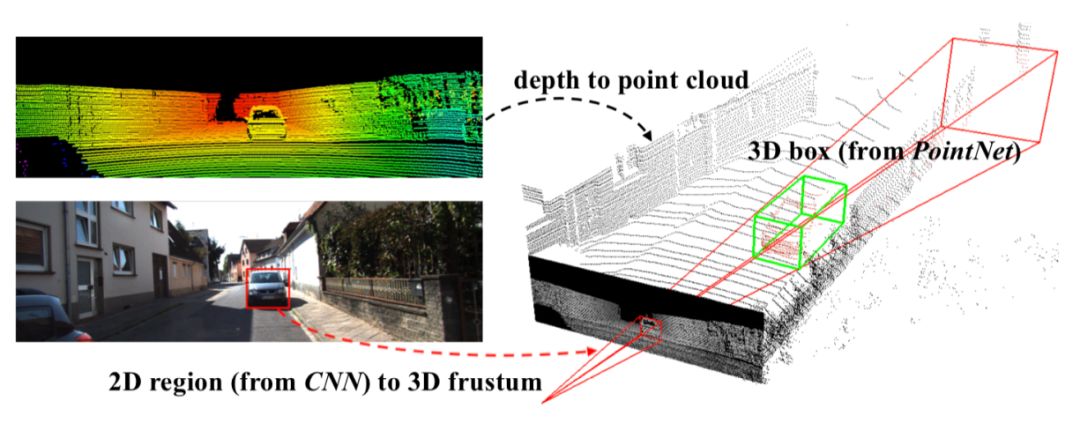 depth to point cloud
3D box (from PointNet)
2D region (from CNN) to 3D frustum